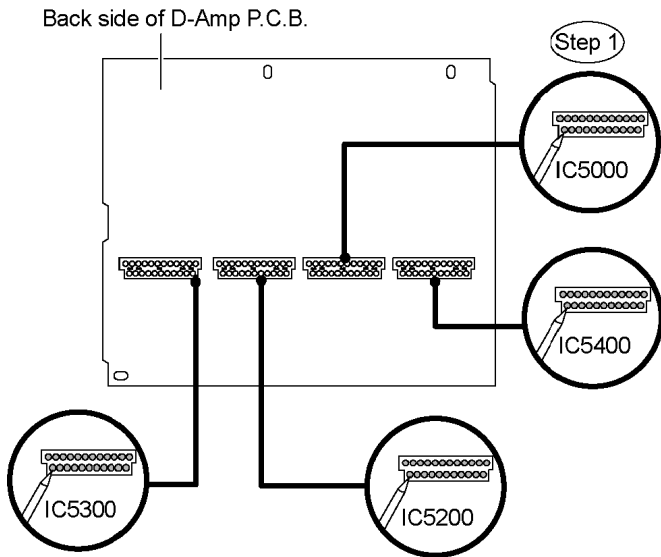 Back side of D-Amp P.C.B.
Step 1
IC5000
IC5400
IC5300
IC5200